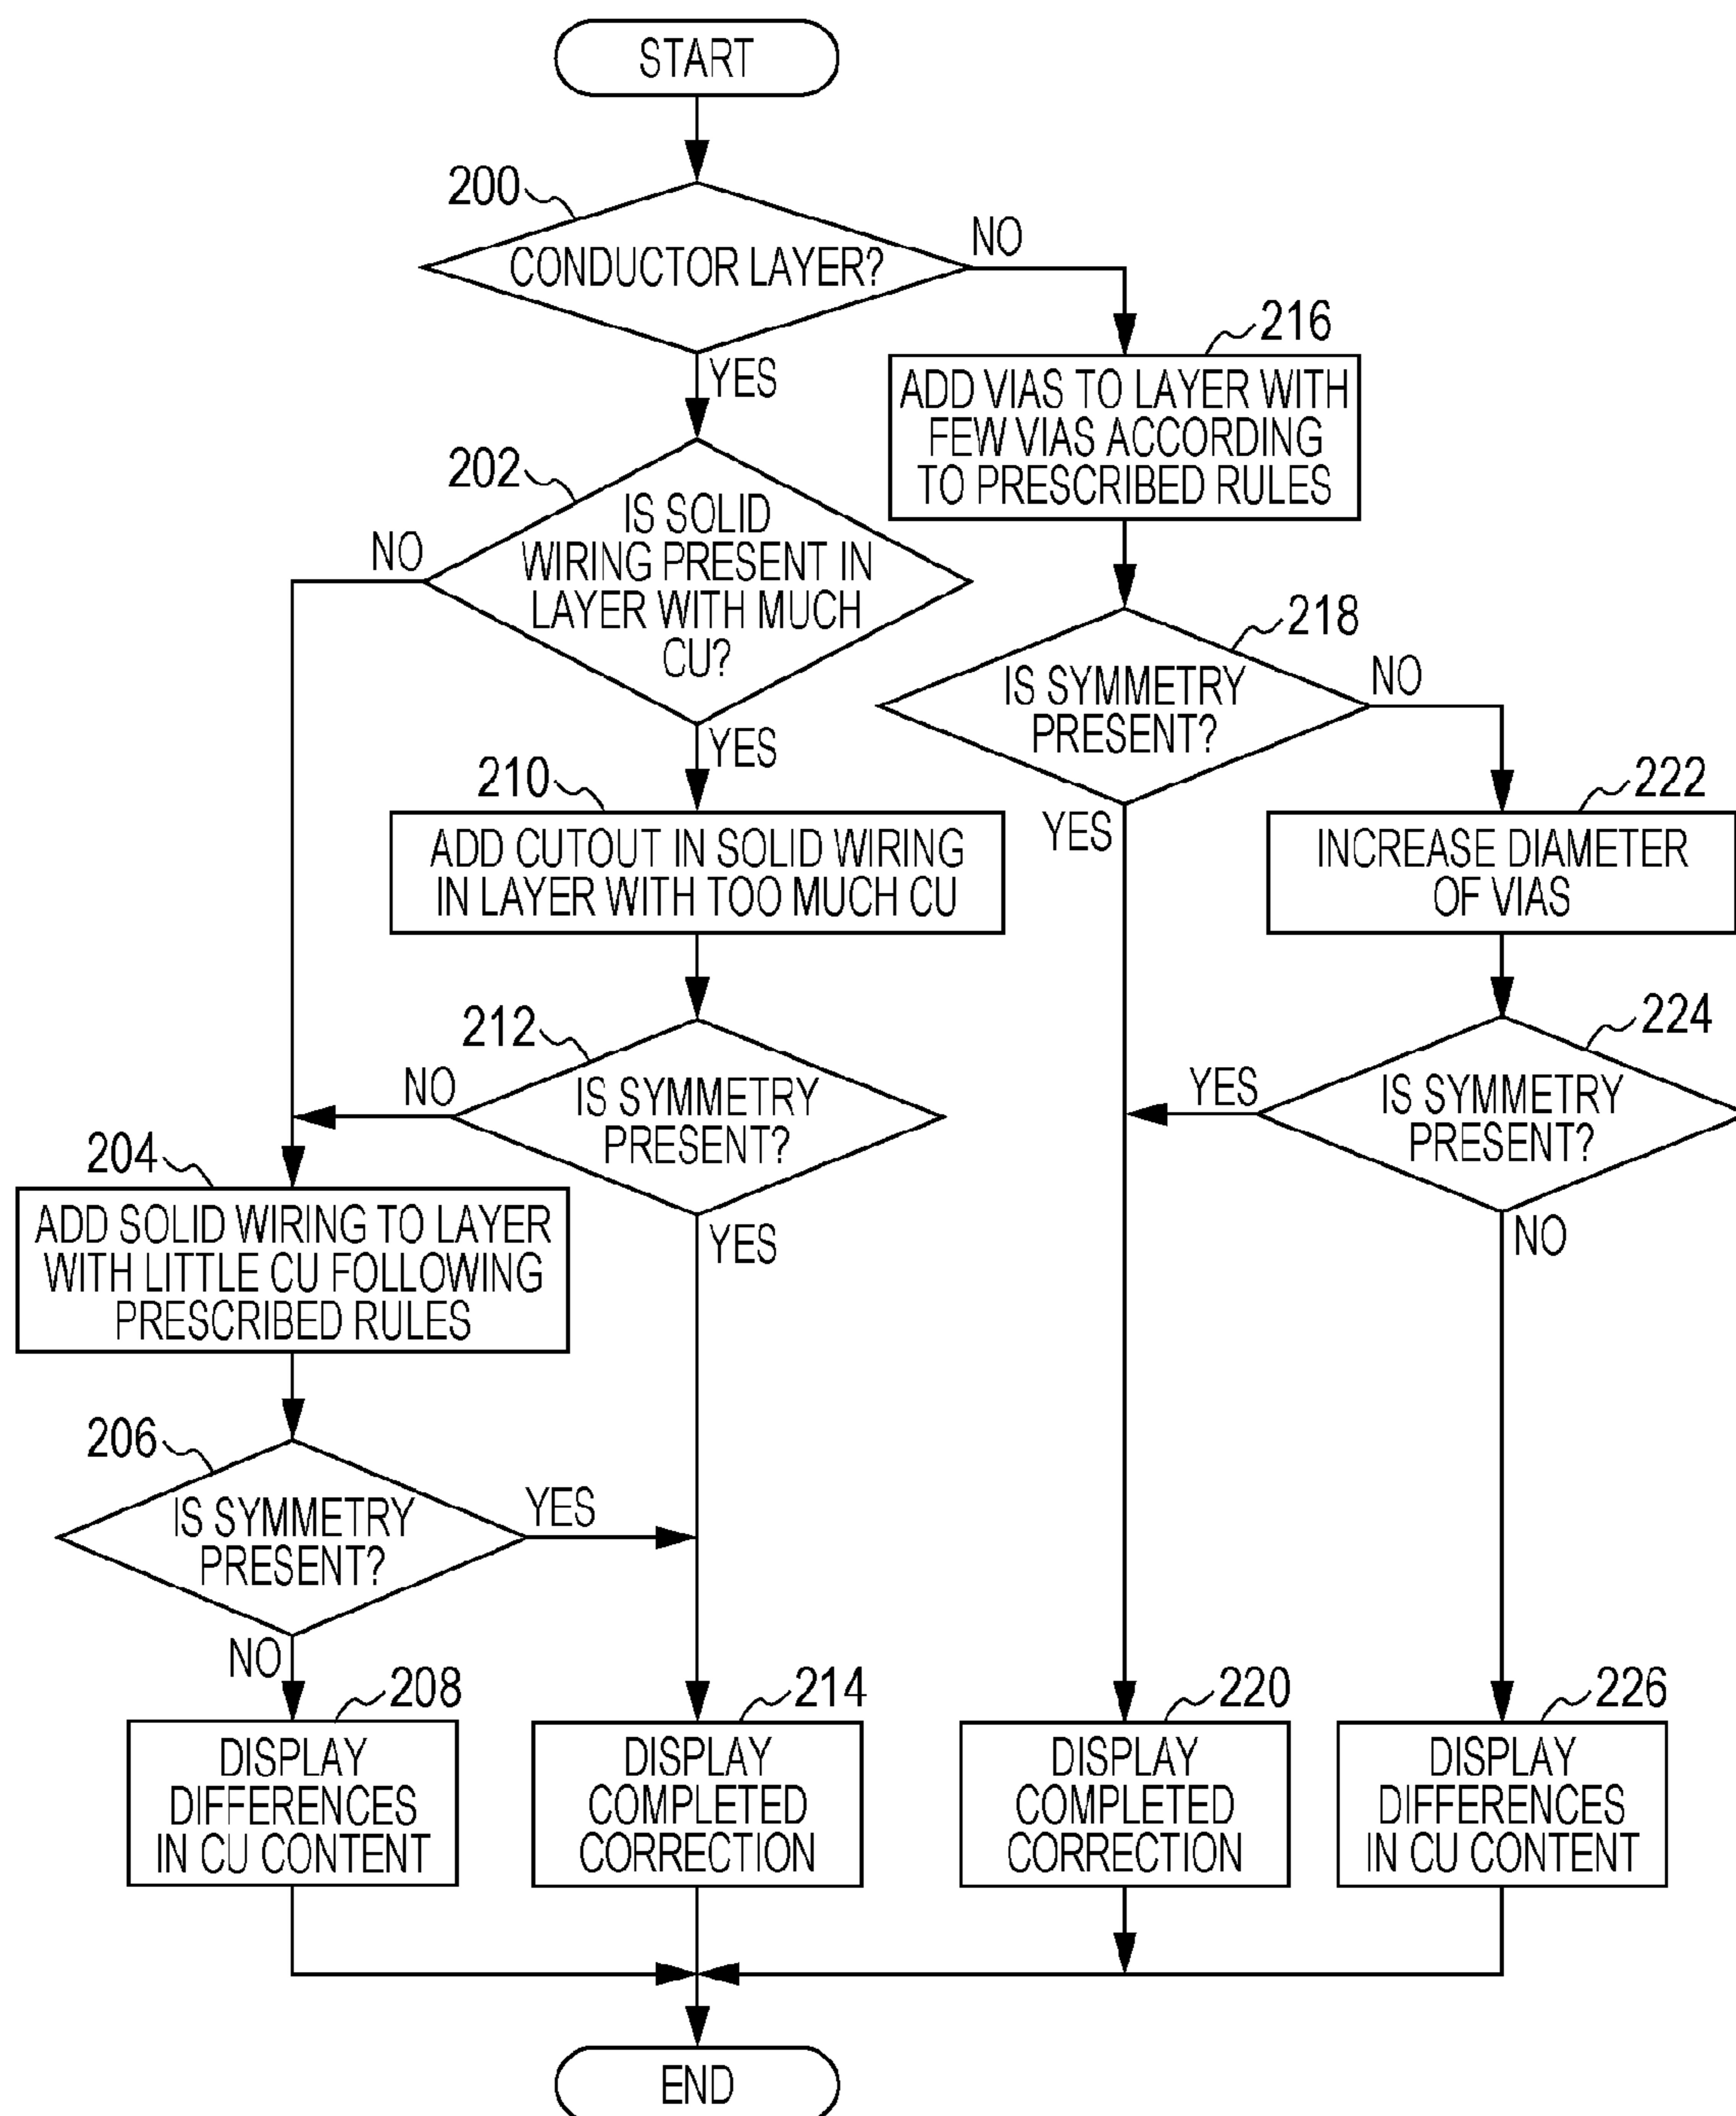 START
200
CONDUCTOR LAYER?
NO
YES
216
ADD VIAS TO LAYER WITH
FEW VIAS ACCORDING
TO PRESCRIBED RULES
202
IS SOLID
WIRING PRESENT IN
LAYER WITH MUCH
CU?
NO
YES
218
IS SYMMETRY
PRESENT?
NO
YES
210
ADD CUTOUT IN SOLID WIRING
IN LAYER WITH TOO MUCH CU
222
INCREASE DIAMETER
OF VIAS
212
IS SYMMETRY
PRESENT?
NO
YES
224
IS SYMMETRY
PRESENT?
YES
NO
204
ADD SOLID WIRING TO LAYER
WITH LITTLE CU FOLLOWING
PRESCRIBED RULES
206
IS SYMMETRY
PRESENT?
YES
NO
208
DISPLAY
DIFFERENCES
IN CU CONTENT
214
DISPLAY
COMPLETED
CORRECTION
220
DISPLAY
COMPLETED
CORRECTION
226
DISPLAY
DIFFERENCES
IN CU CONTENT
END